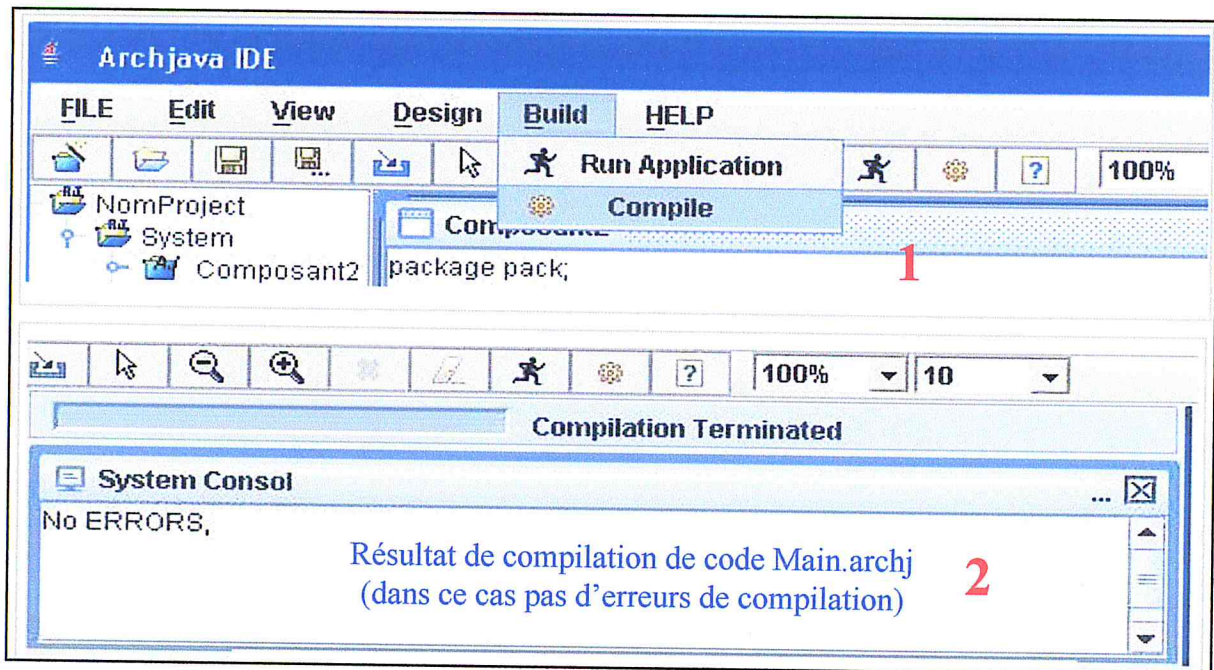 Archjava IDE
FILE Edit View Design Build HELP
Run Application
100%
Compile
NomProject
System
Composant2
package pack;
1
100% 10
Compilation Terminated
System Consol
...
No ERRORS,
Résultat de compilation de code Main.archj
(dans ce cas pas d'erreurs de compilation)
2